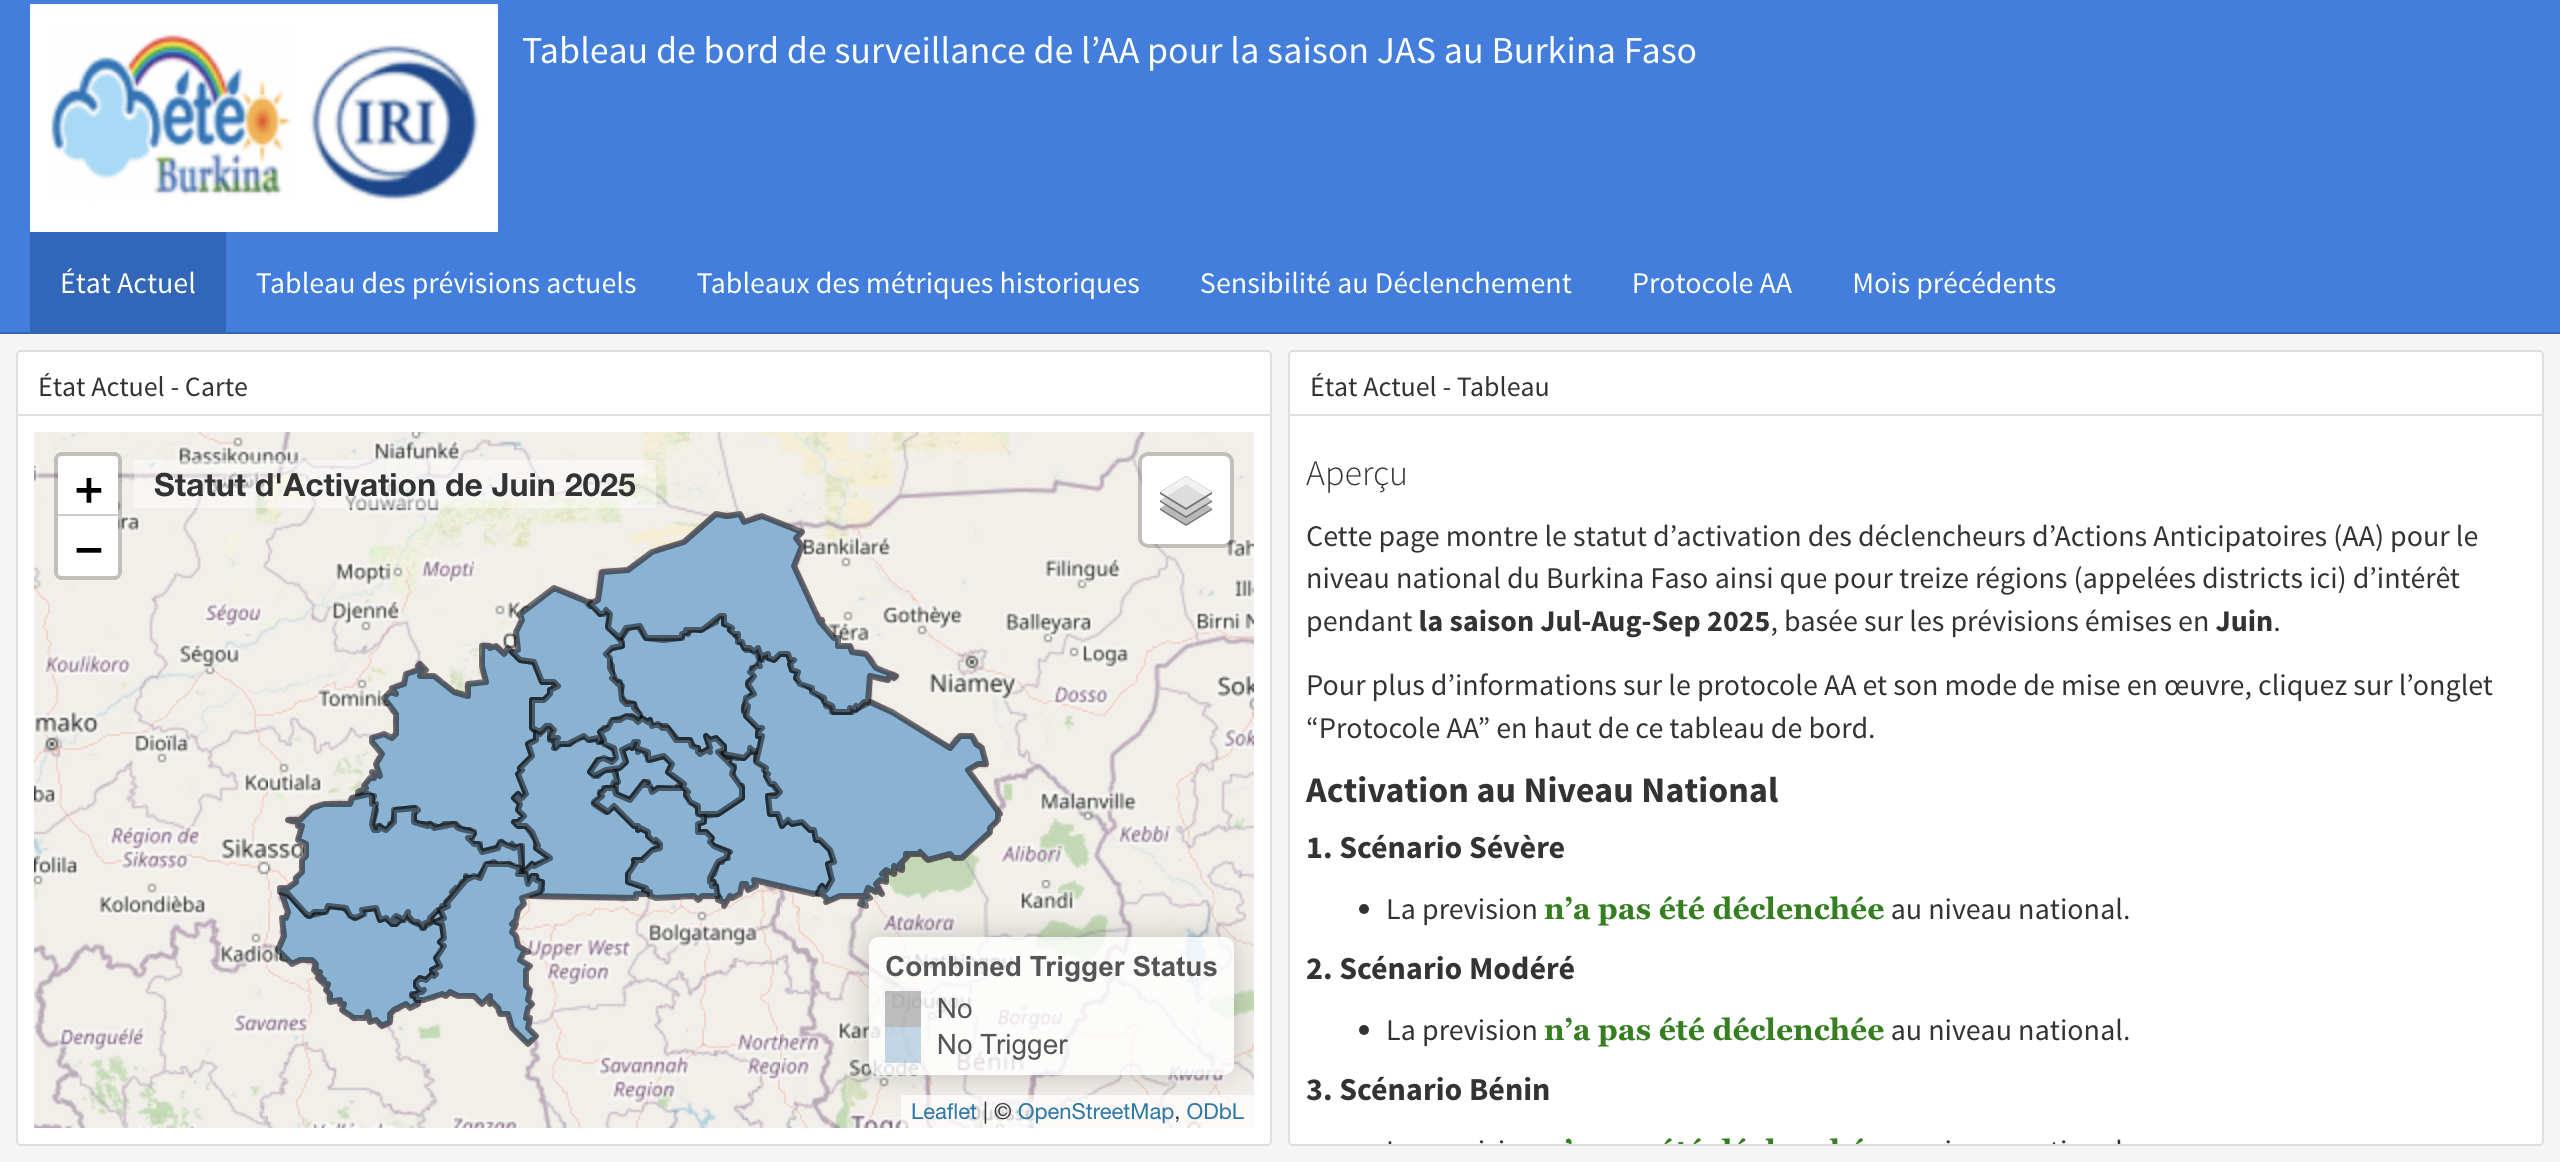 Météo
Burkina
IRI
Tableau de bord de surveillance de l’AA pour la saison JAS au Burkina Faso
État Actuel
Tableau des prévisions actuels
Tableaux des métriques historiques
Sensibilité au Déclenchement
Protocole AA
Mois précédents
État Actuel - Carte
+
−
Statut d'Activation de Juin 2025
Bassikounou
Niafunké
Youwarou
Bankilaré
Filingué
Mopti
Mopti
Ségou
Djenné
Gothèye
Balleyara
Birni N
Téra
Koulikoro
Ségou
Loga
Niamey
Dosso
Sok
Tomini
mako
Dioïla
Sok
Koutiala
ba
Malanville
Région de
Sikasso
Sikasso
Kebbi
Alibori
folila
Kolondièba
Kandi
Atakora
Bolgatanga
Kadiol
Upper West
Region
Savanes
Denguélé
Borgou
Kara
Northern
Region
Savannah
Region
Sokodé
Bénin
Kwara
Zanzan
Togo
Combined Trigger Status
No
No Trigger
Leaflet | © OpenStreetMap, ODbL
État Actuel - Tableau
Aperçu
Cette page montre le statut d’activation des déclencheurs d’Actions Anticipatoires (AA) pour le
niveau national du Burkina Faso ainsi que pour treize régions (appelées districts ici) d’intérêt
pendant la saison Jul-Aug-Sep 2025, basée sur les prévisions émises en Juin.
Pour plus d’informations sur le protocole AA et son mode de mise en œuvre, cliquez sur l’onglet
“Protocole AA” en haut de ce tableau de bord.
Activation au Niveau National
1. Scénario Sévère
• La prevision n’a pas été déclenchée au niveau national.
2. Scénario Modéré
• La prevision n’a pas été déclenchée au niveau national.
3. Scénario Bénin